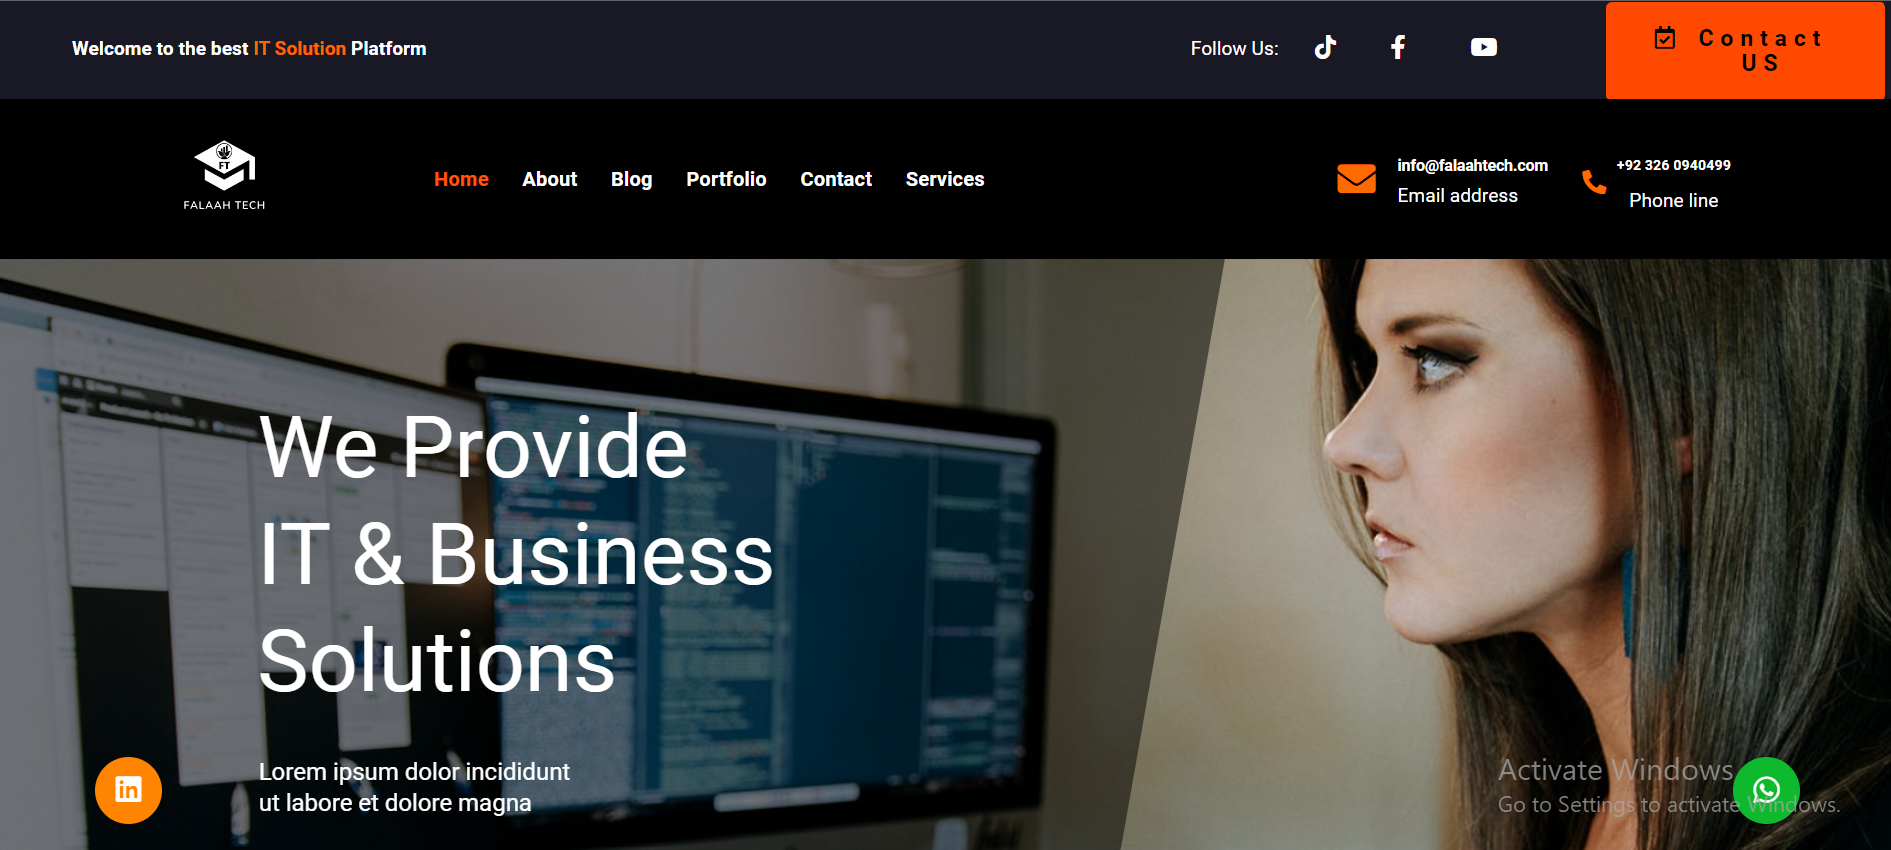 Welcome to the best IT Solution Platform
Follow Us:
Contact
US
FT
FALAAH TECH
Home About Blog Portfolio Contact Services
info@falaahtech.com
Email address
+92 326 0940499
Phone line
We Provide
IT & Business
Solutions
Lorem ipsum dolor incididunt
ut labore et dolore magna
in
Activate Windows
Go to Settings to activate Windows.